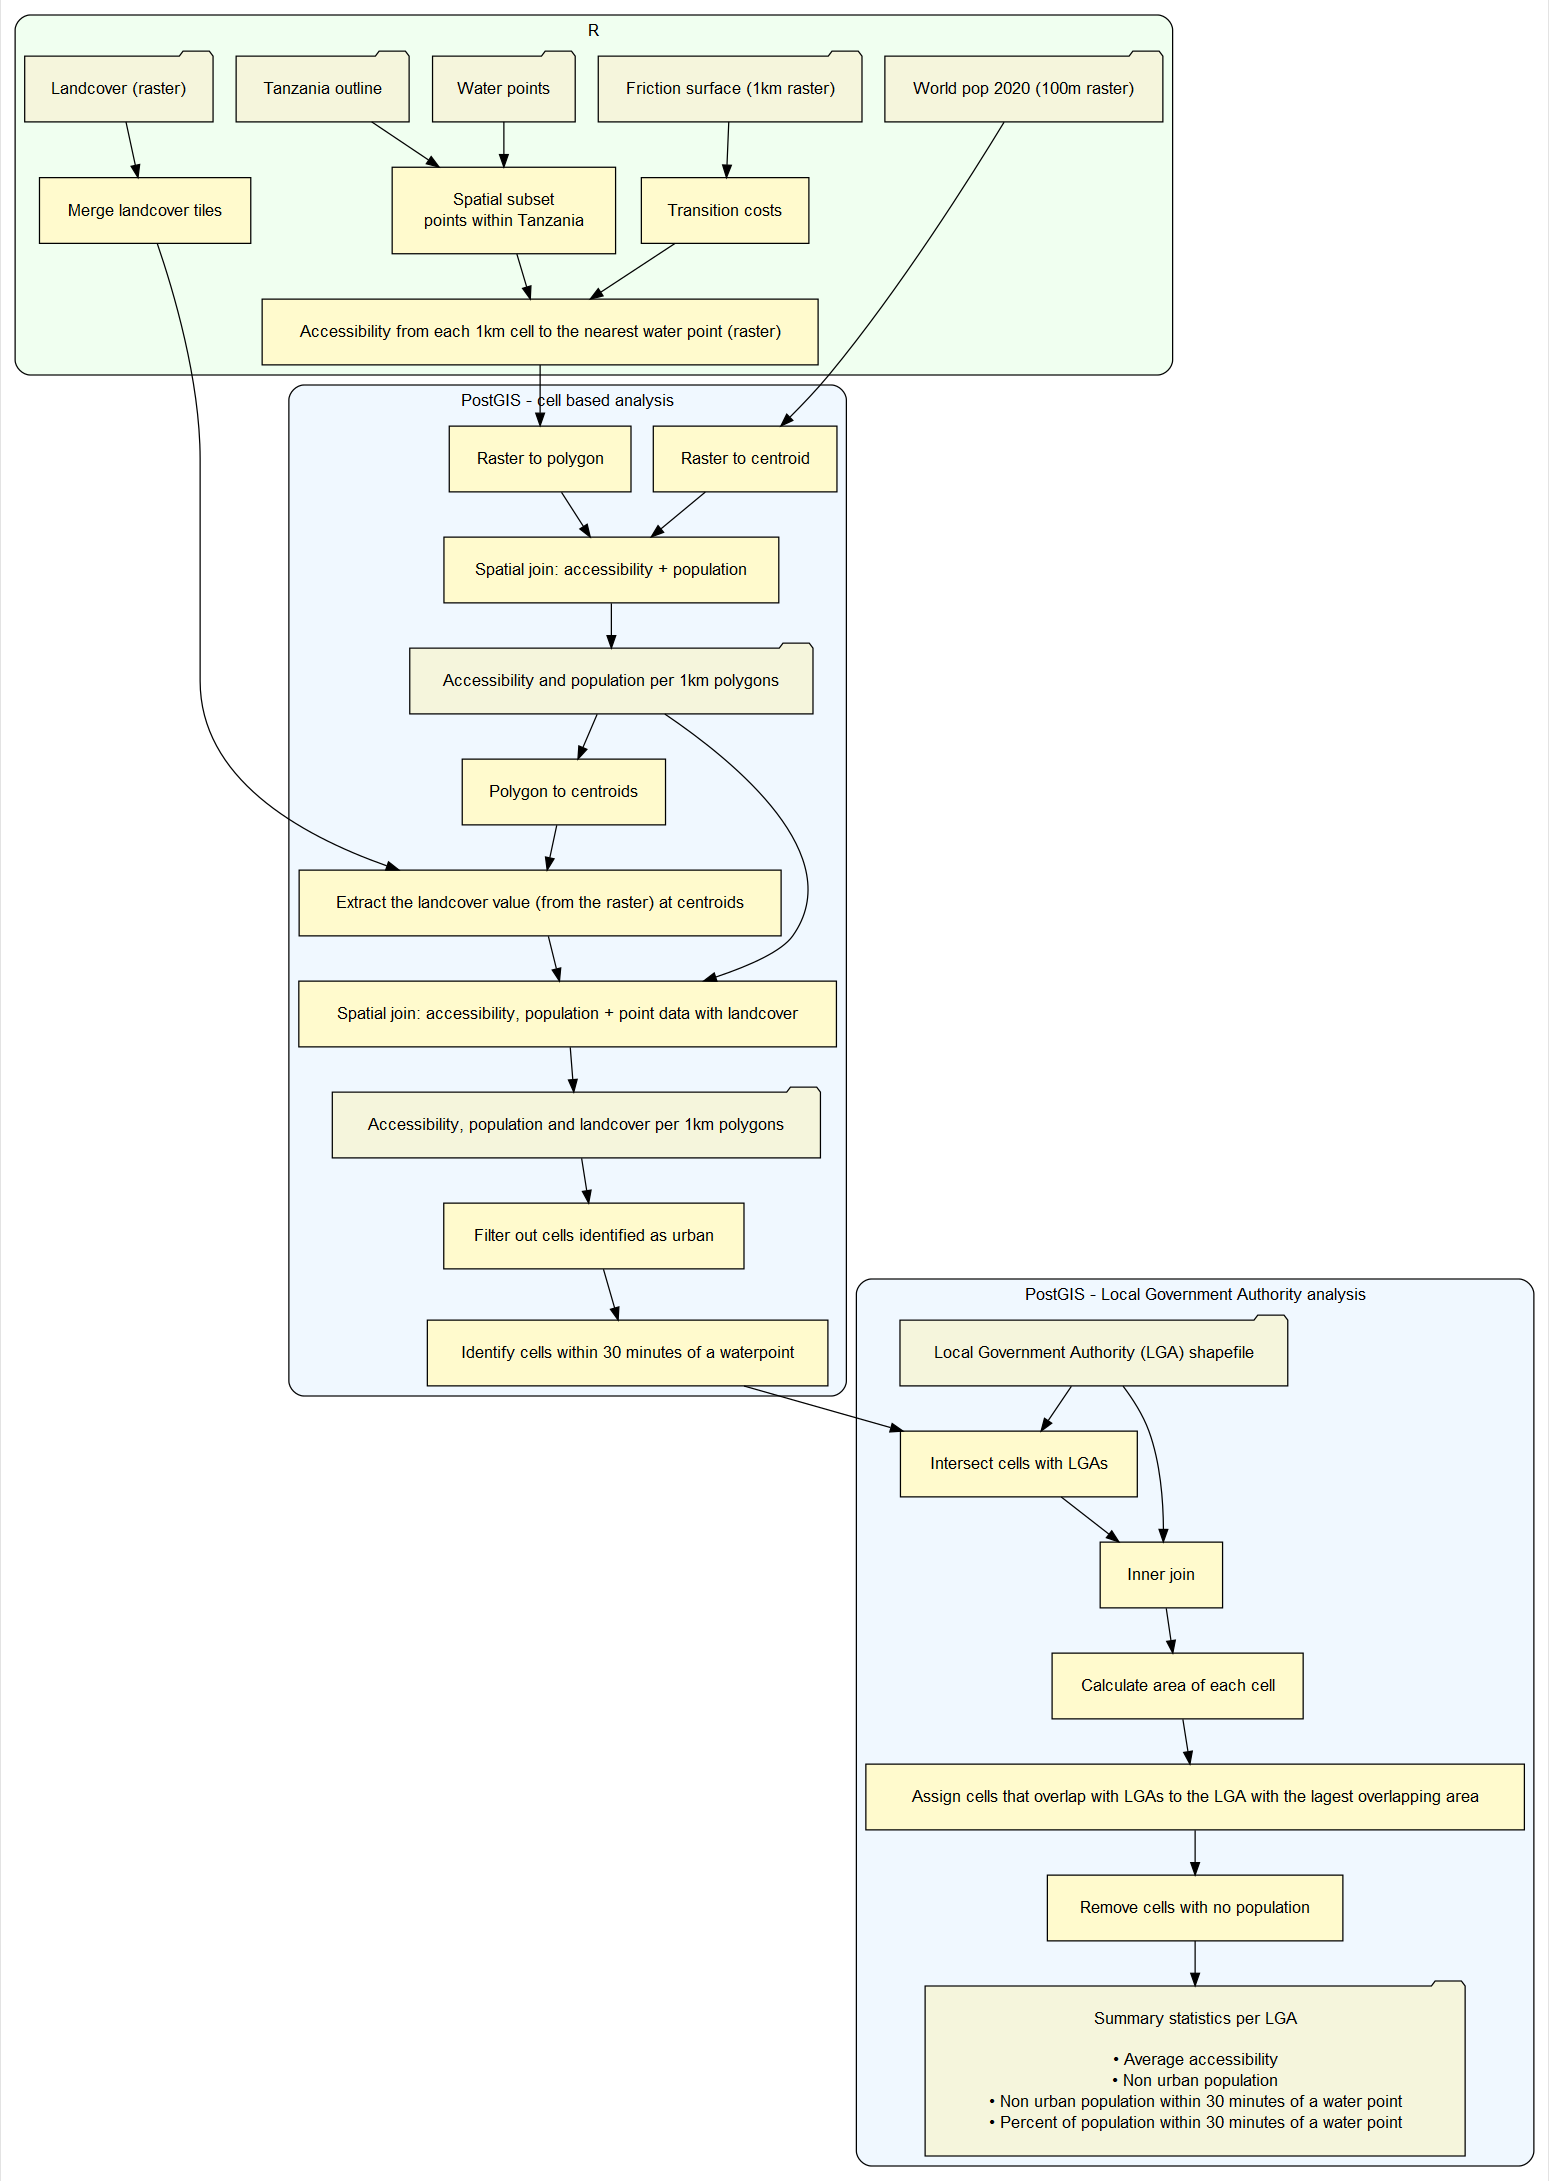 R
Landcover (raster)
Tanzania outline
Water points
Friction surface (1km raster)
World pop 2020 (100m raster)
Merge landcover tiles
Spatial subset
points within Tanzania
Transition costs
Accessibility from each 1km cell to the nearest water point (raster)
PostGIS - cell based analysis
Raster to polygon
Raster to centroid
Spatial join: accessibility + population
Accessibility and population per 1km polygons
Polygon to centroids
Extract the landcover value (from the raster) at centroids
Spatial join: accessibility, population + point data with landcover
Accessibility, population and landcover per 1km polygons
Filter out cells identified as urban
Identify cells within 30 minutes of a waterpoint
PostGIS - Local Government Authority analysis
Local Government Authority (LGA) shapefile
Intersect cells with LGAs
Inner join
Calculate area of each cell
Assign cells that overlap with LGAs to the LGA with the lagest overlapping area
Remove cells with no population
Summary statistics per LGA
• Average accessibility
• Non urban population
• Non urban population within 30 minutes of a water point
• Percent of population within 30 minutes of a water point